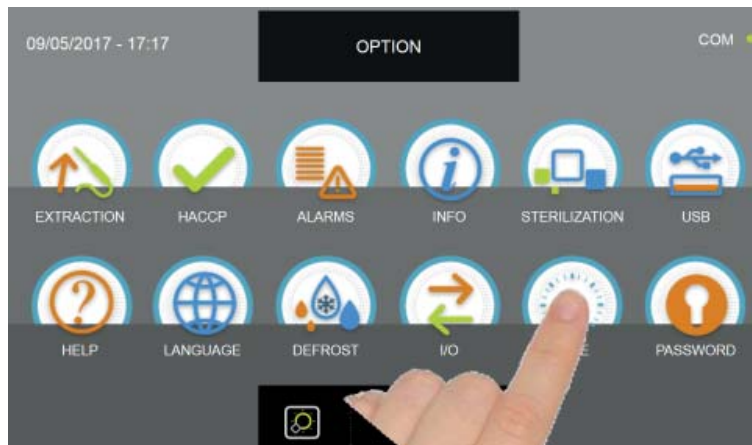 09/05/2017 - 17:17
OPTION
COM
EXTRACTION
HACCP
ALARMS
INFO
STERILIZATION
USB
HELP
LANGUAGE
DEFROST
I/O
PASSWORD